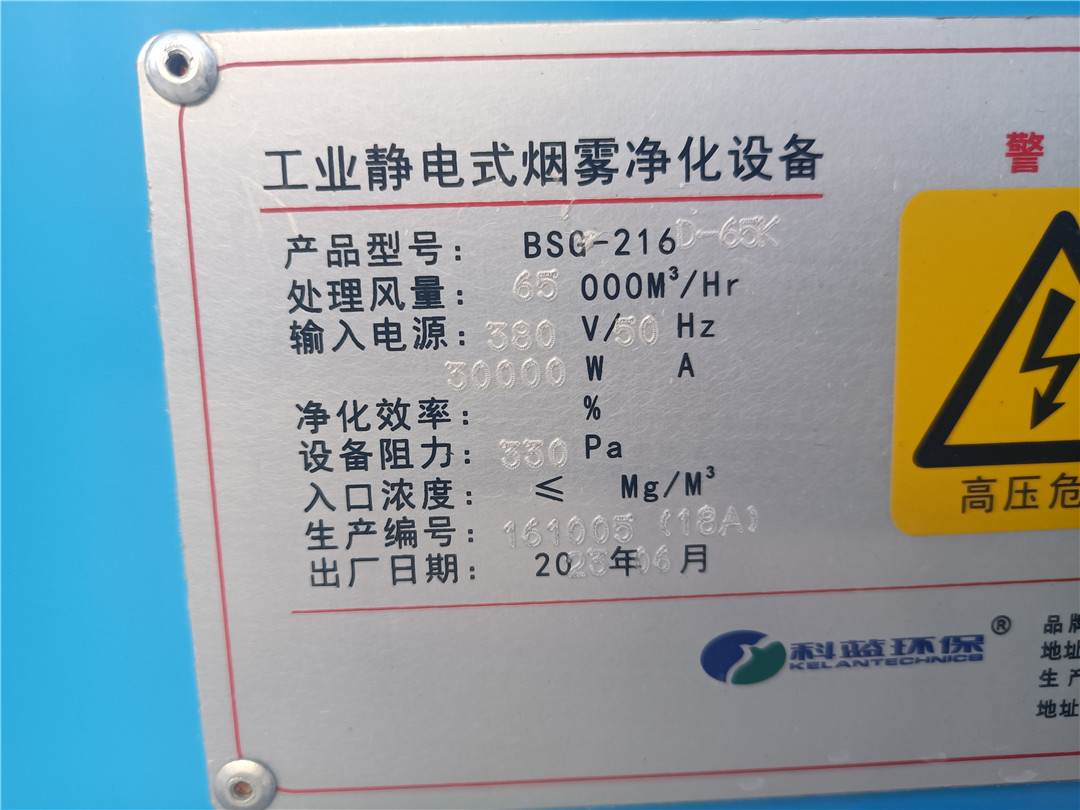 工业静电式烟雾净化设备
产品型号: BSG-216D-65K
处理风量: 65 000M³/Hr
输入电源: 380 V/50 Hz
30000 W A
净化效率: %
设备阻力: 330 Pa
入口浓度: ≤ Mg/M³
生产编号: 161005 (18A)
出厂日期: 2023年06月
警
高压危
科蓝环保®
KELANTECHNICS
品牌
地址
生产
地址